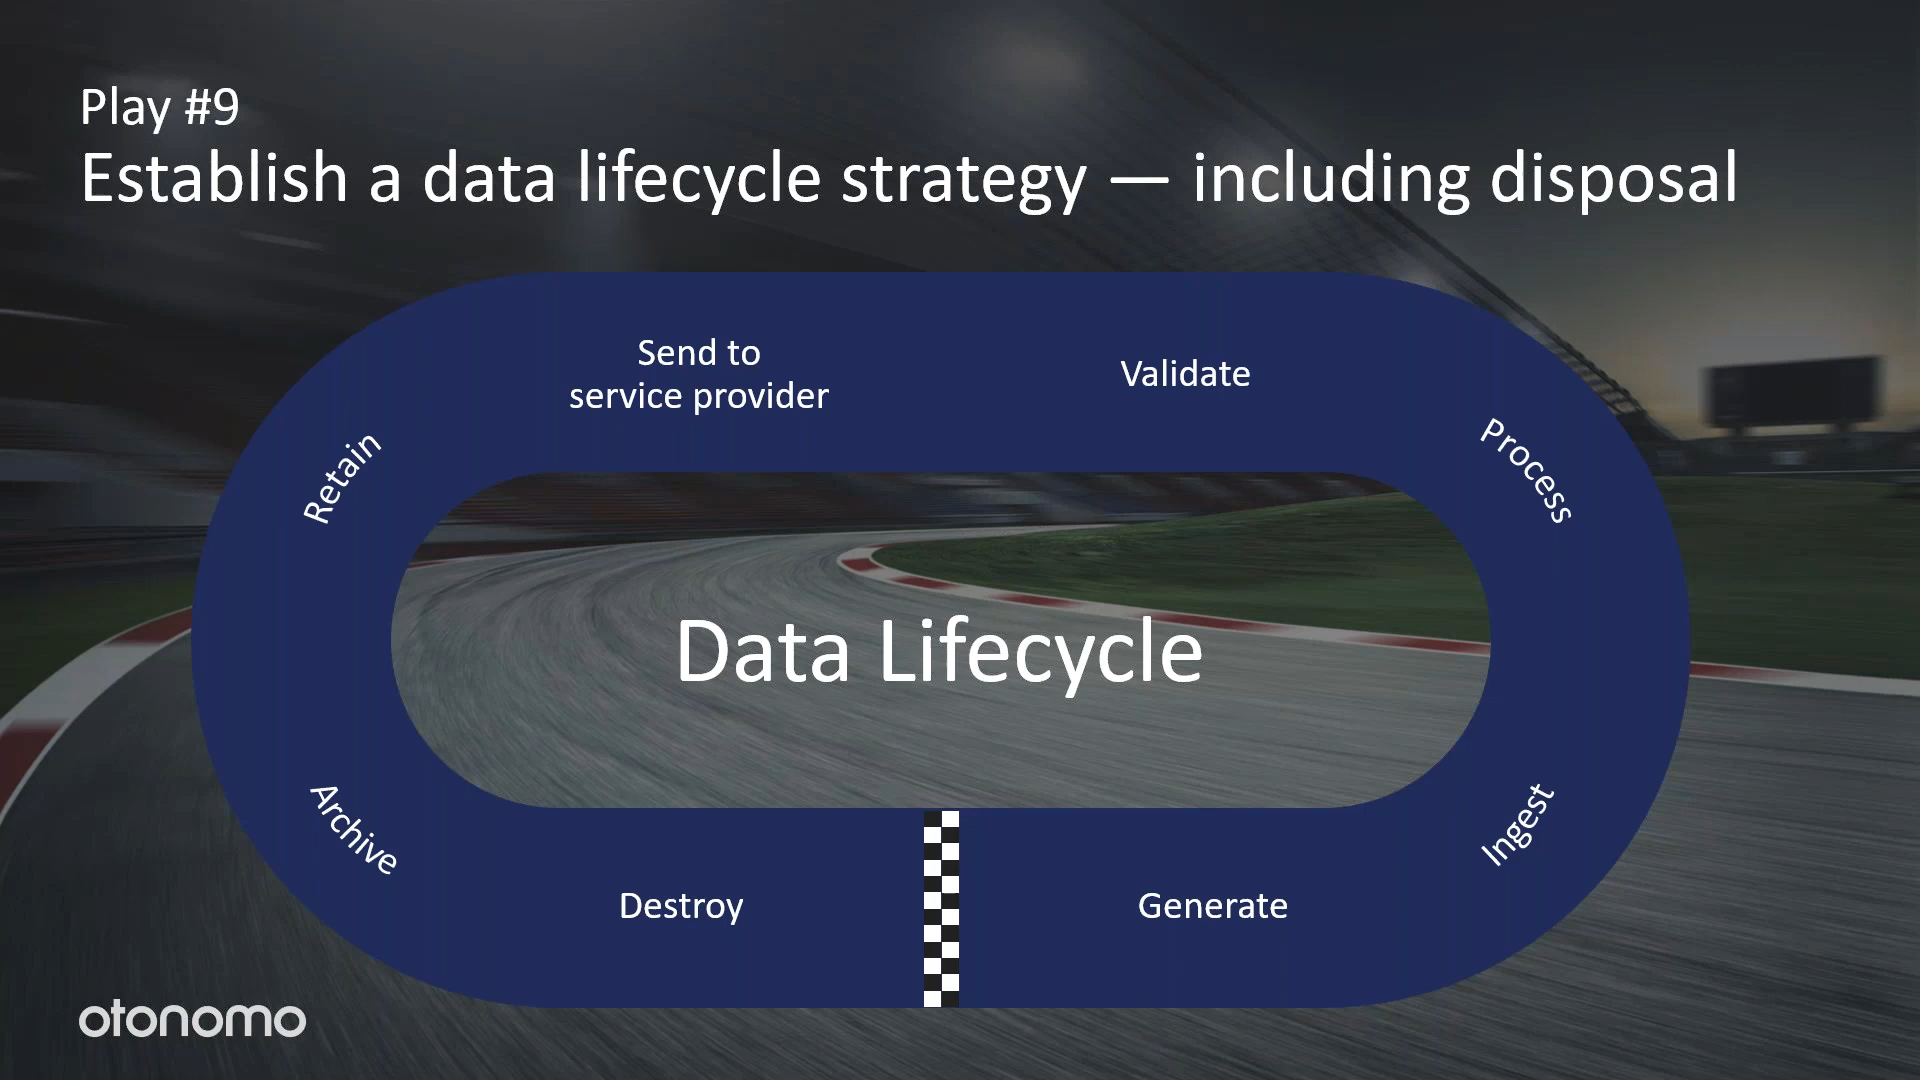 Play #9
Establish a data lifecycle strategy — including disposal
Send to
service provider
Validate
Retain
Process
Data Lifecycle
Archive
Ingest
Destroy
Generate
otonomo